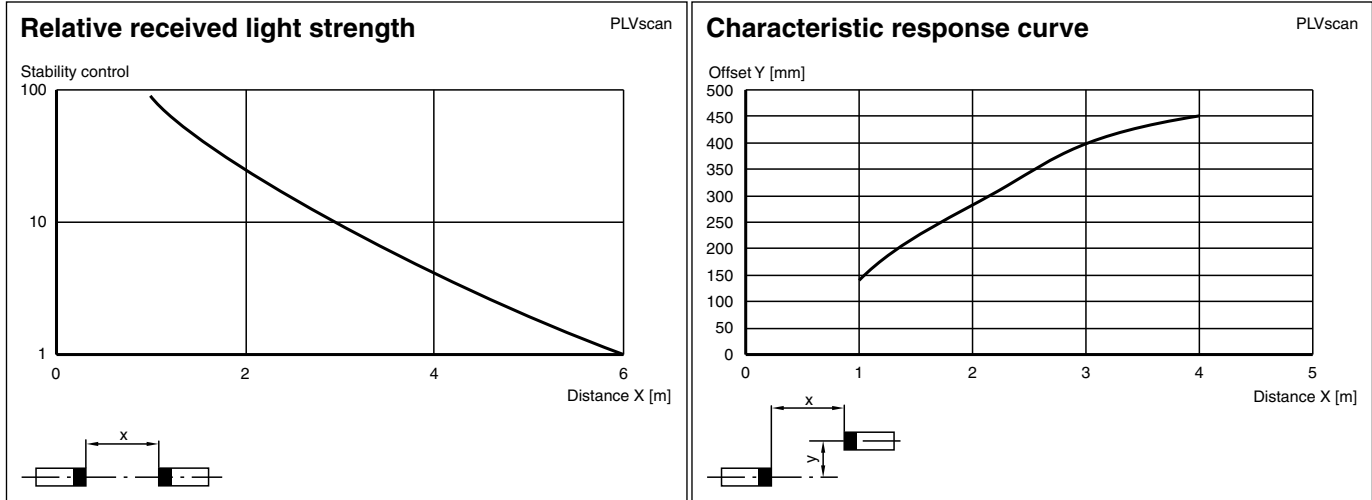 Relative received light strength
PLVscan
Stability control
100
10
1
0 2 4 6
Distance X [m]
x
Characteristic response curve
PLVscan
Offset Y [mm]
500
450
400
350
300
250
200
150
100
50
0
0 1 2 3 4 5
Distance X [m]
x
y